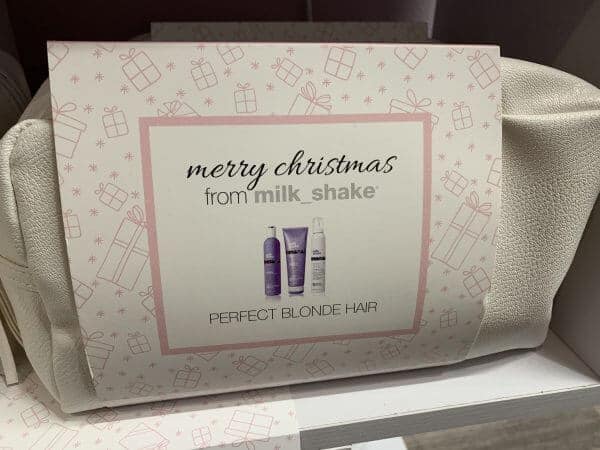 merry christmas
from milk_shake®
PERFECT BLONDE HAIR